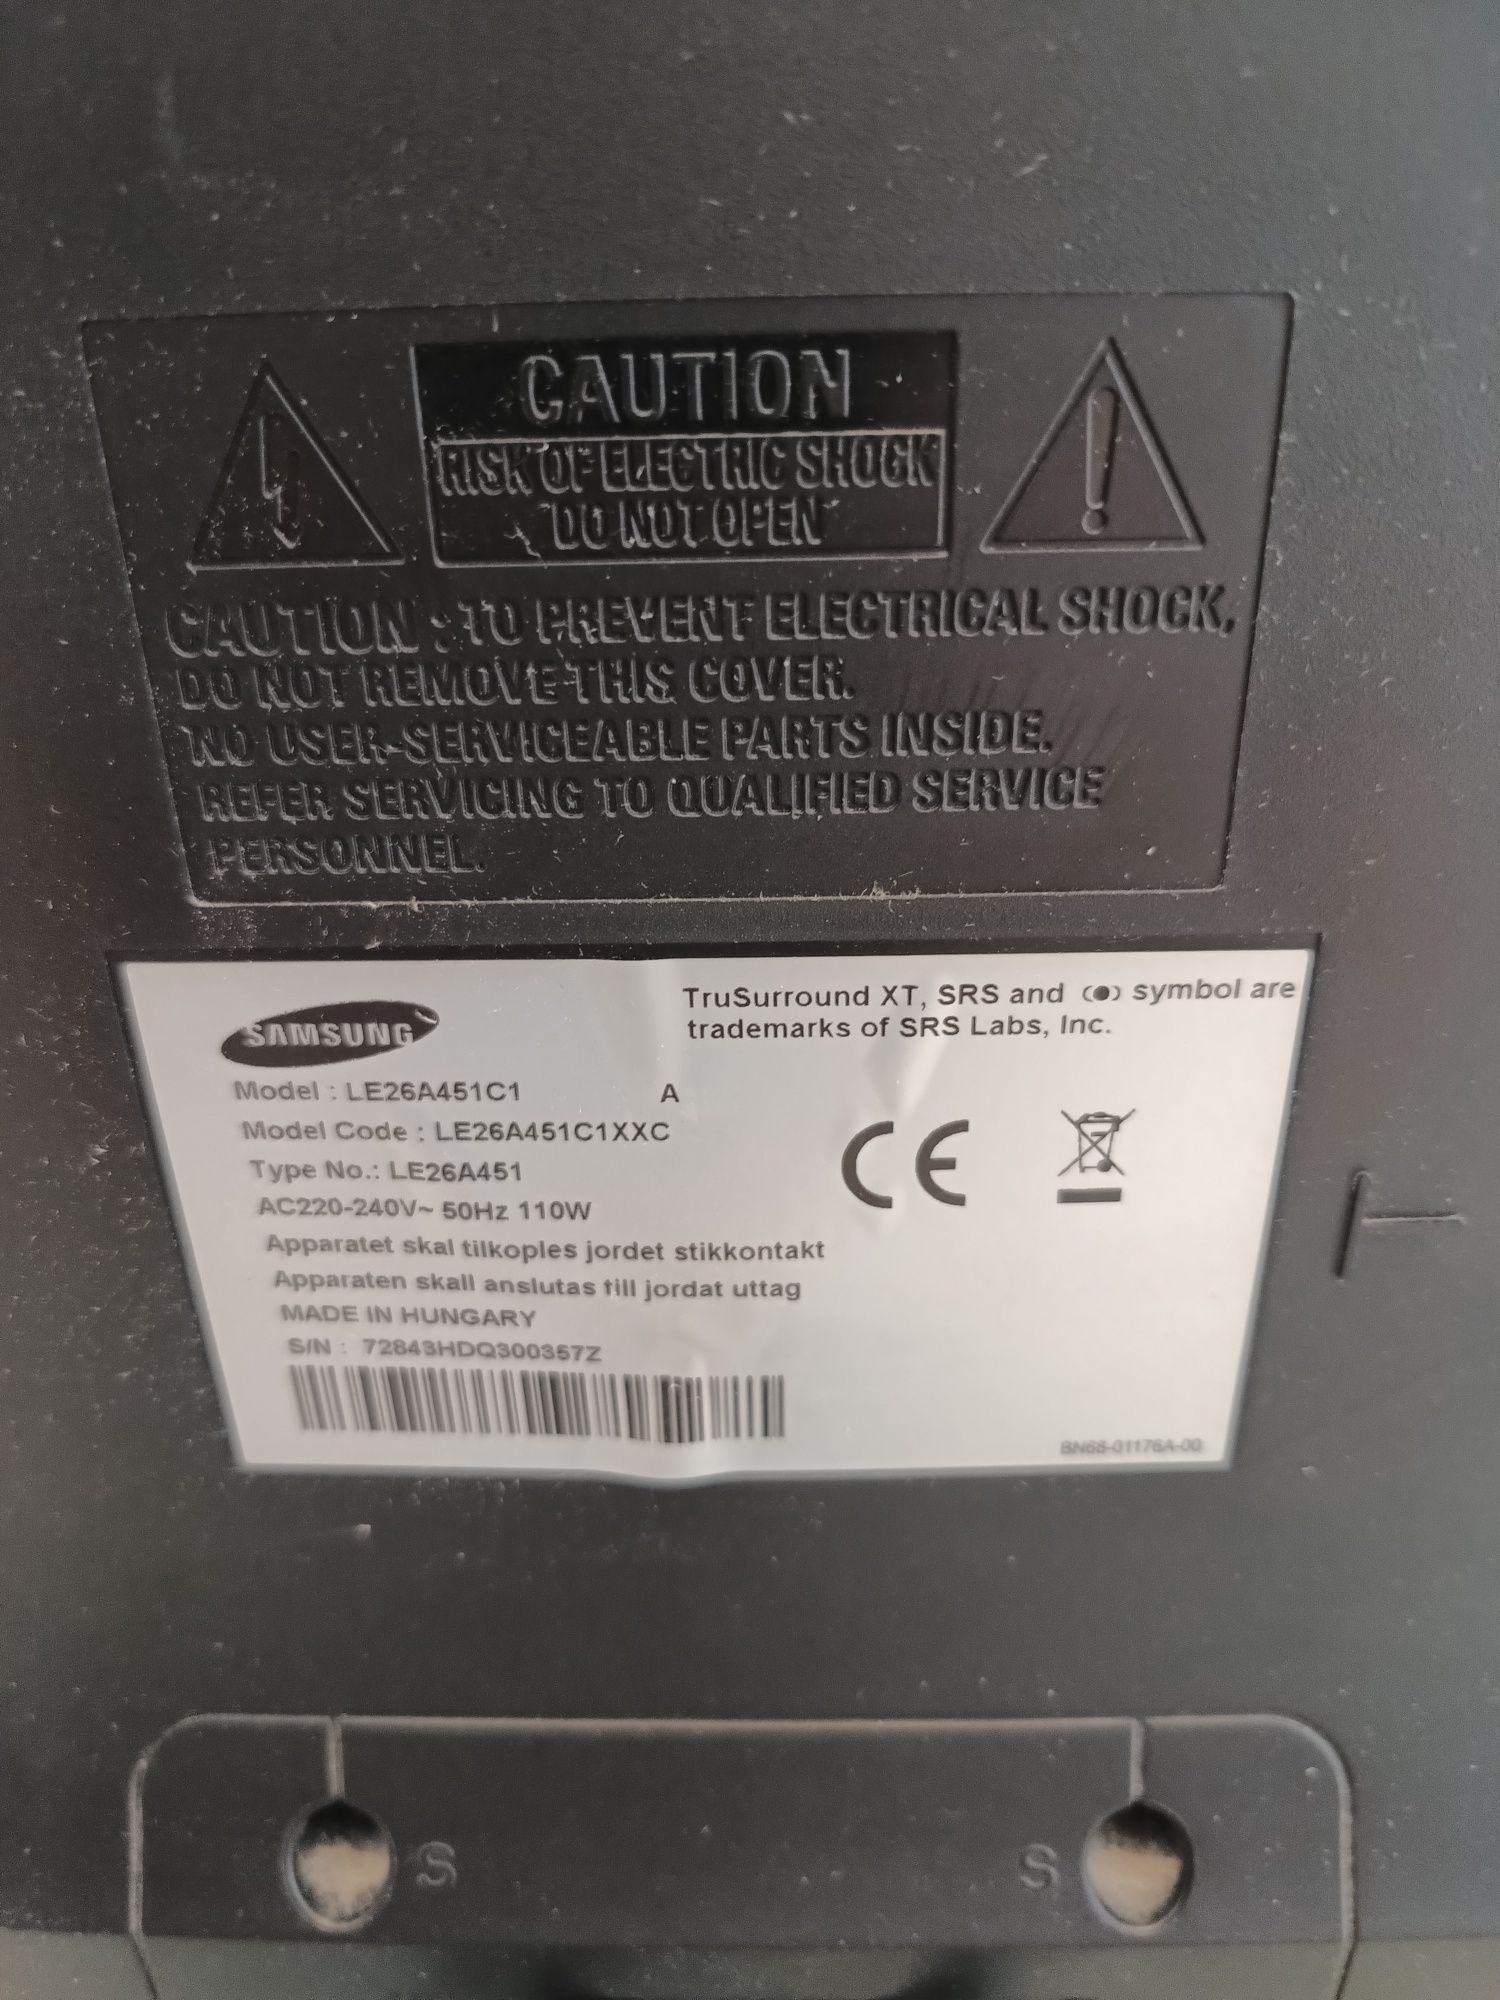 CAUTION
RISK OF ELECTRIC SHOCK
DO NOT OPEN
CAUTION : TO PREVENT ELECTRICAL SHOCK,
DO NOT REMOVE THIS COVER.
NO USER-SERVICEABLE PARTS INSIDE.
REFER SERVICING TO QUALIFIED SERVICE
PERSONNEL.
SAMSUNG
TruSurround XT, SRS and (●) symbol are
trademarks of SRS Labs, Inc.
Model : LE26A451C1 A
Model Code : LE26A451C1XXC
Type No.: LE26A451
AC220-240V~ 50Hz 110W
Apparatet skal tilkoples jordet stikkontakt
Apparaten skall anslutas till jordat uttag
MADE IN HUNGARY
S/N : 72843HDQ300357Z
CE
BN68-01176A-00
S
S